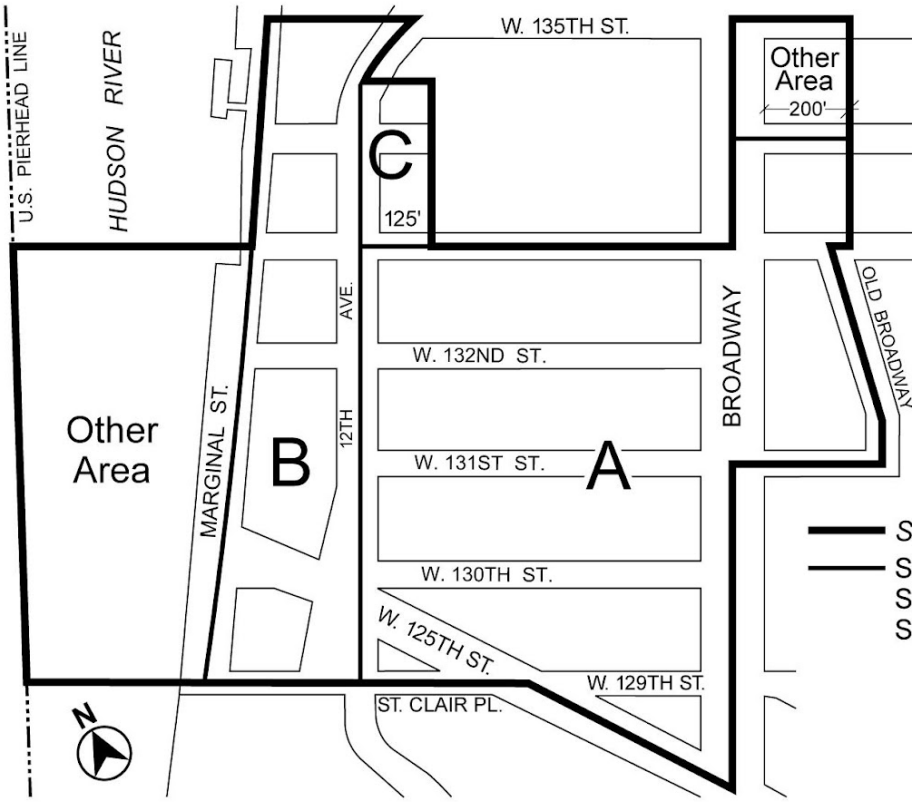 W. 135TH ST.
U.S. PIERHEAD LINE
HUDSON RIVER
Other
Area
200'
C
125'
AVE.
12TH
W. 132ND ST.
BROADWAY
OLD BROADWAY
Other
Area
MARGINAL ST.
B
W. 131ST ST.
A
S
S
S
S
W. 130TH ST.
W. 125TH ST.
W. 129TH ST.
ST. CLAIR PL.
N